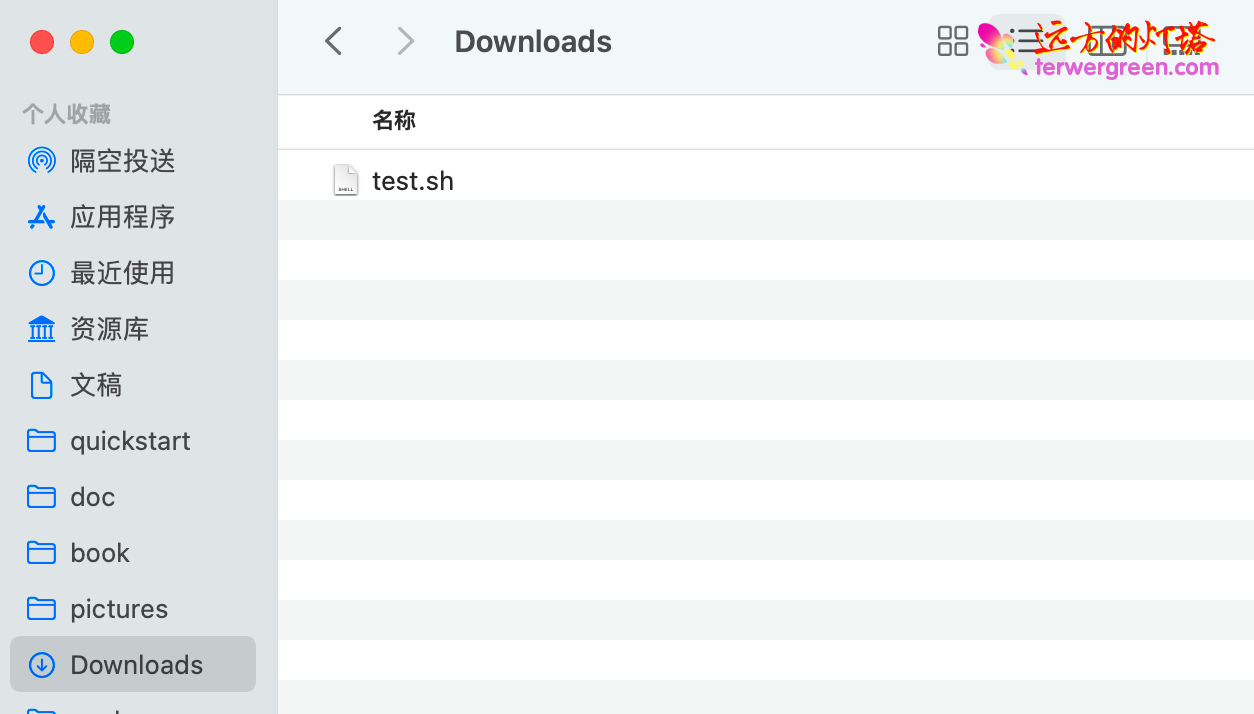 Downloads
远方的灯塔
terwergreen.com
个人收藏
隔空投送
应用程序
最近使用
资源库
文稿
quickstart
doc
book
pictures
Downloads
名称
SHELL
test.sh